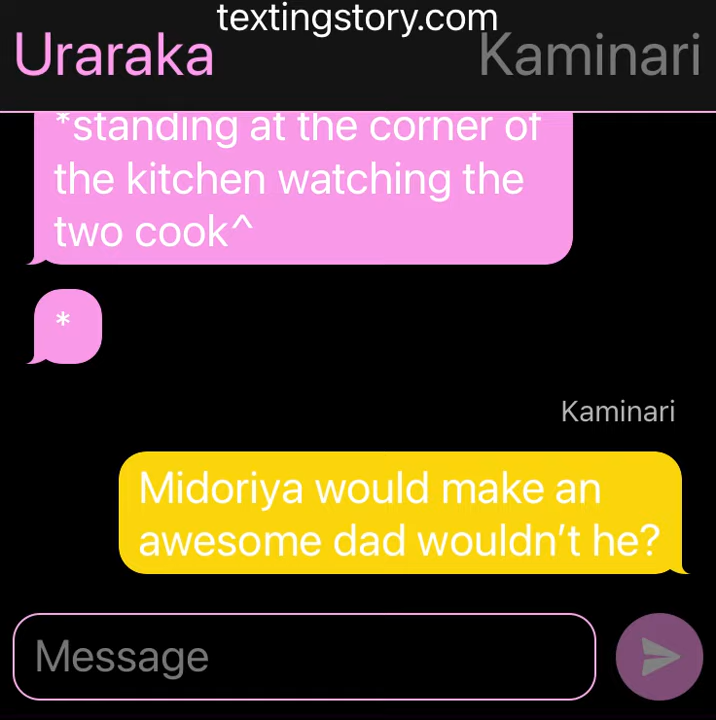 textingstory.com
Uraraka Kaminari
*standing at the corner of
the kitchen watching the
two cook^
*
Kaminari
Midoriya would make an
awesome dad wouldn’t he?
Message